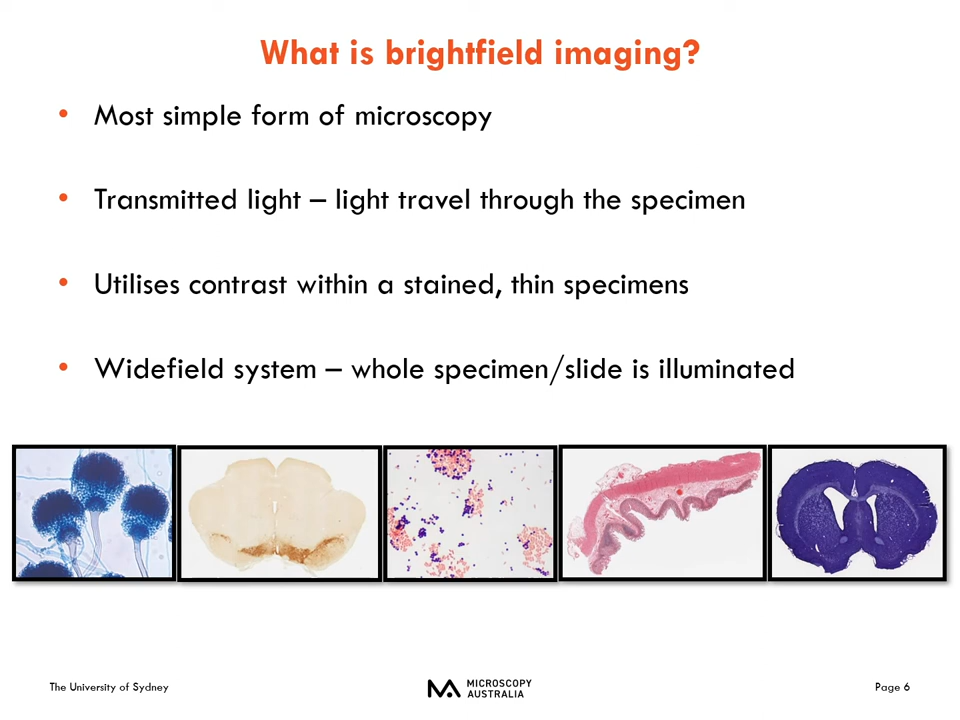 What is brightfield imaging?
• Most simple form of microscopy
• Transmitted light – light travel through the specimen
• Utilises contrast within a stained, thin specimens
• Widefield system – whole specimen/slide is illuminated
The University of Sydney
MICROSCOPY
AUSTRALIA
Page 6